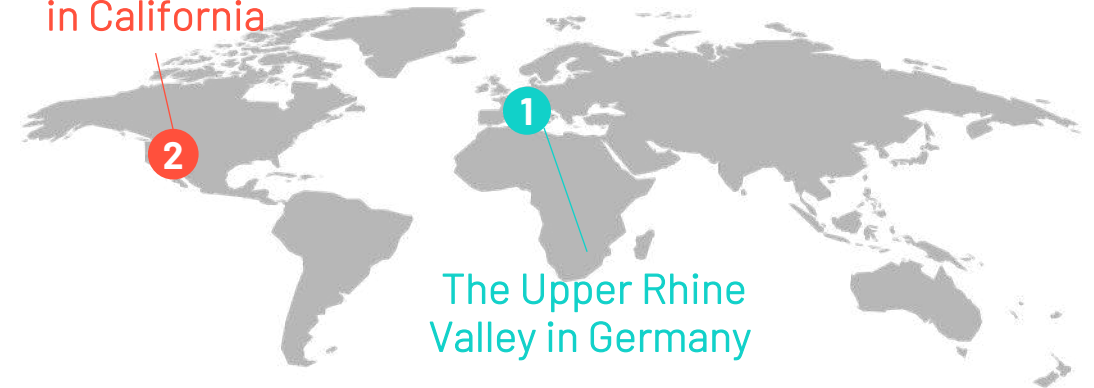 in California
1
2
The Upper Rhine
Valley in Germany